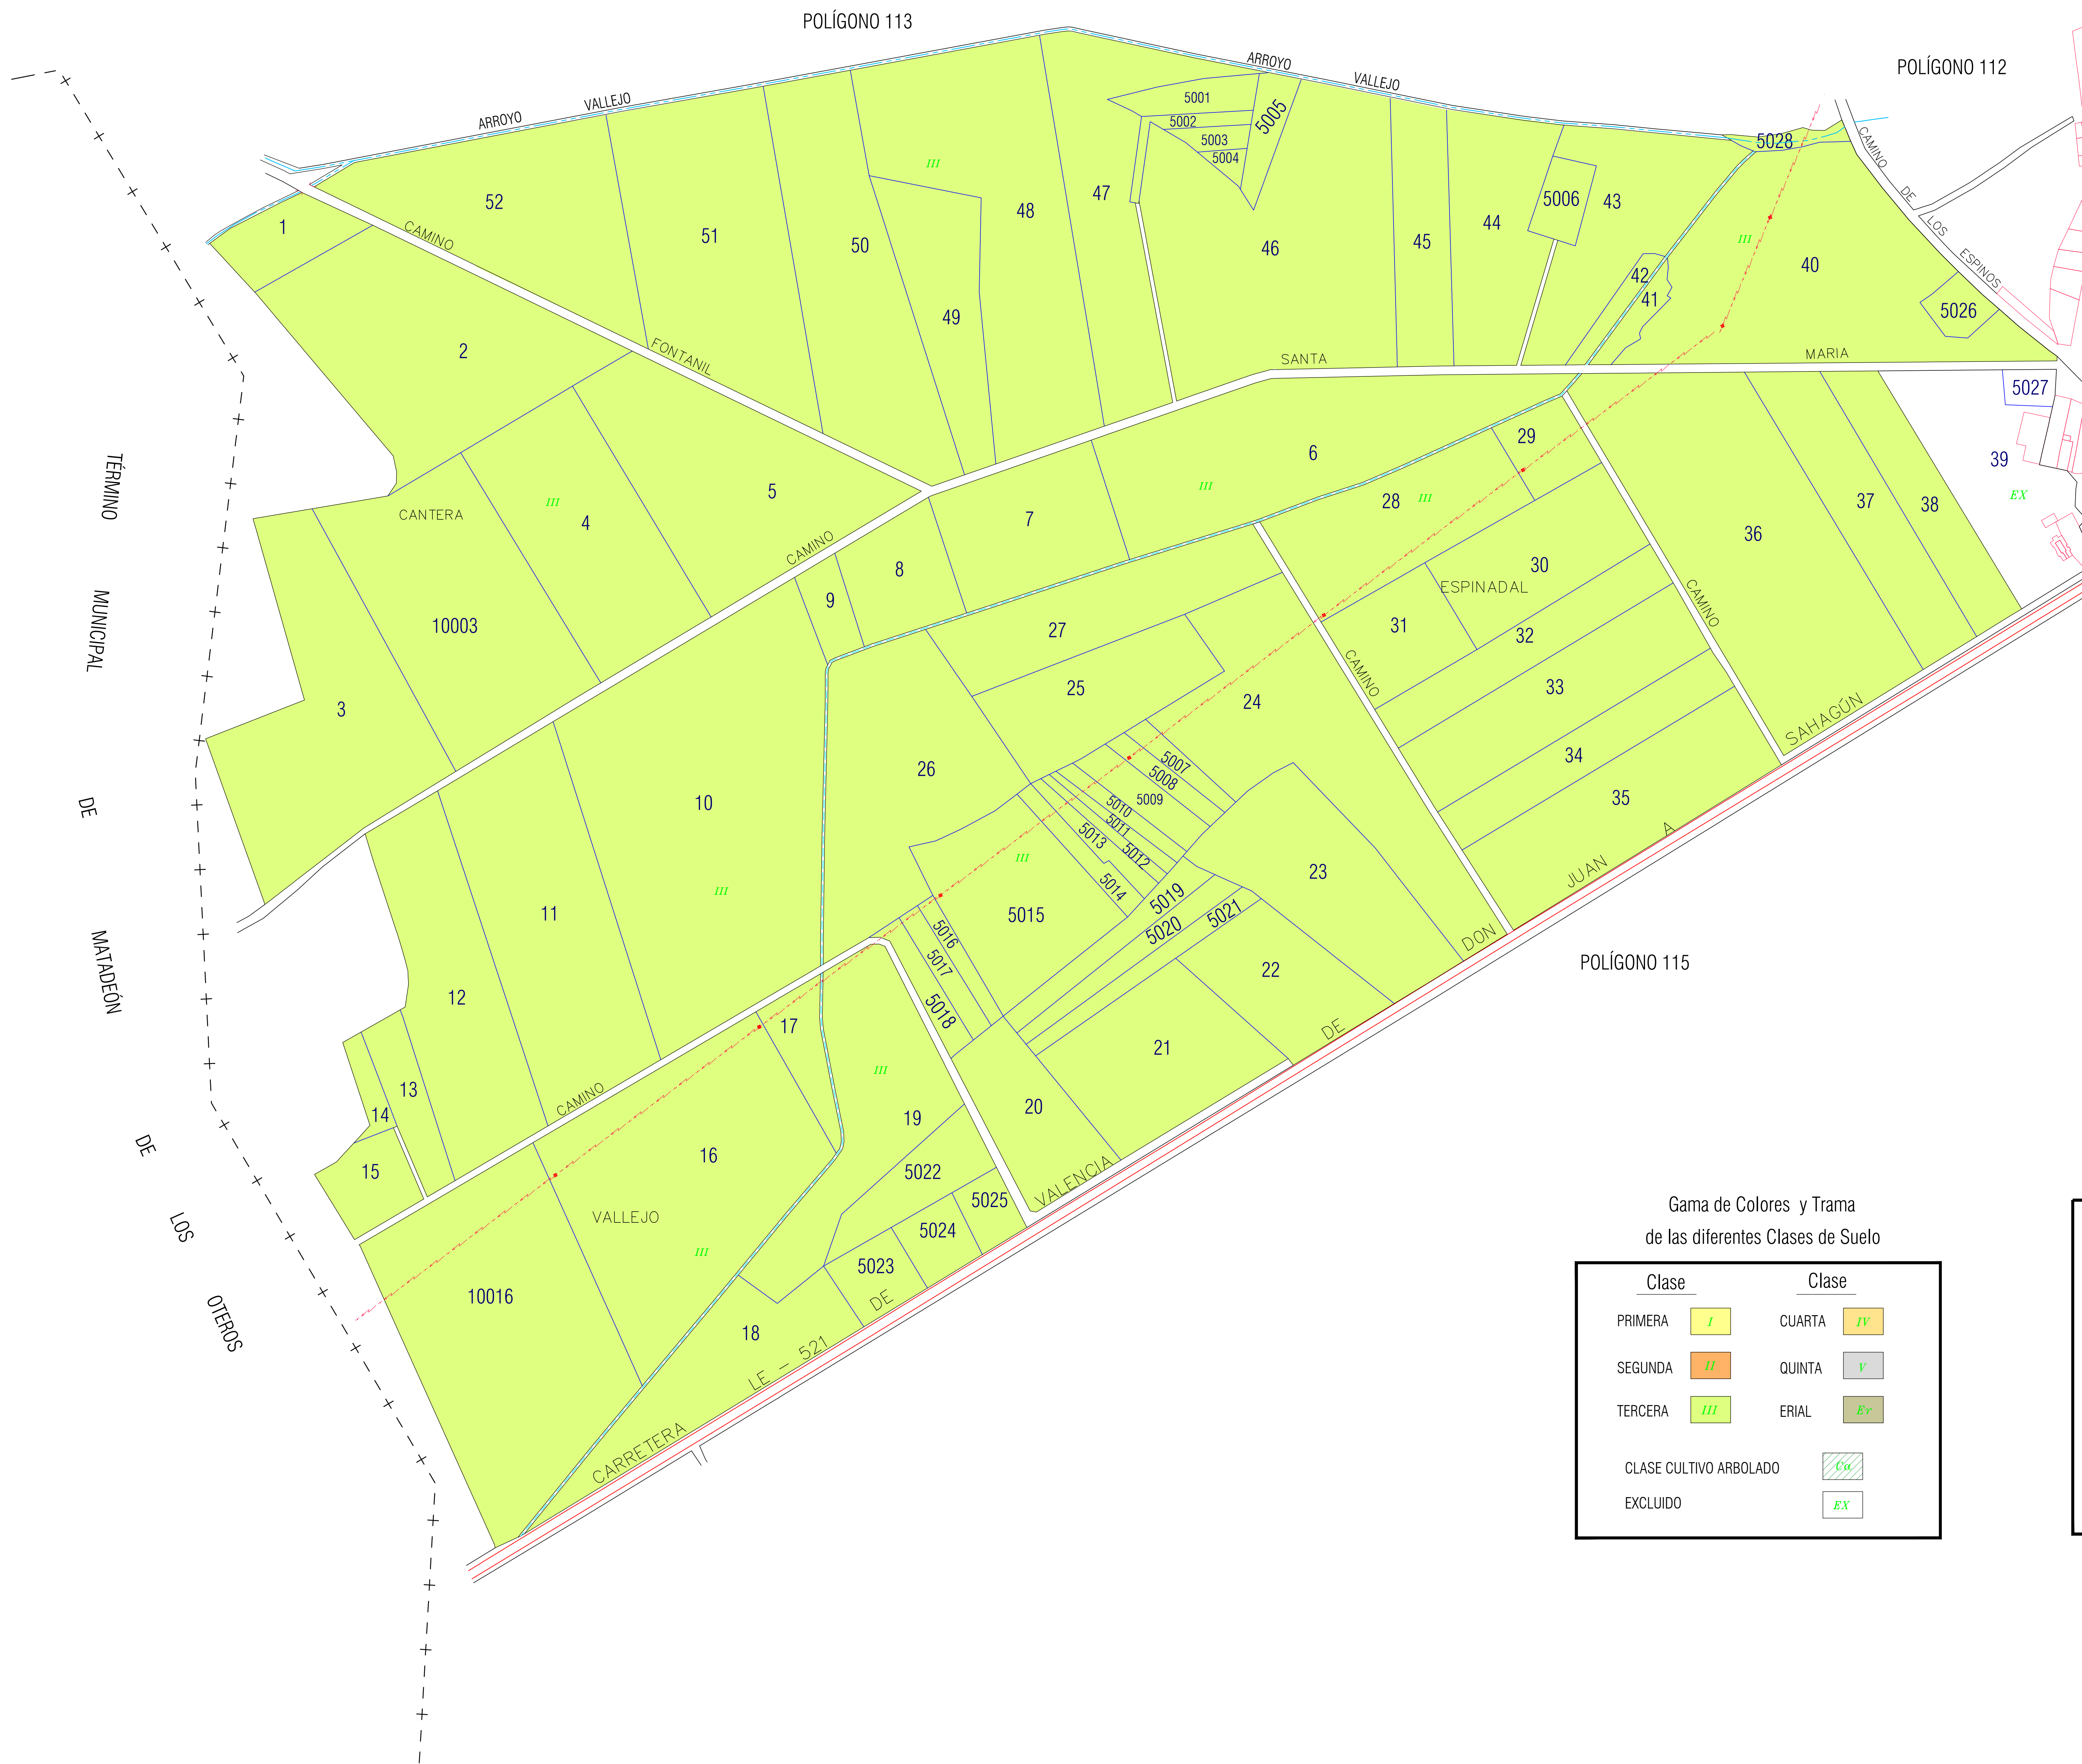 POLÍGONO 113
POLÍGONO 112
ARROYO VALLEJO
ARROYO VALLEJO
CAMINO DE LOS ESPINOS
5001
5002
5003
5004
5005
5028
1
52
51
50
III
48
47
46
45
44
5006
43
42
41
III
40
5026
CAMINO FONTANIL
2
49
SANTA MARIA
5027
39
EX
TÉRMINO MUNICIPAL DE MATADEÓN DE LOS OTEROS
CANTERA
III
4
5
6
III
7
8
9
CAMINO
28
III
29
36
37
38
3
10003
27
25
24
30
ESPINADAL
31
32
33
34
35
CAMINO
CAMINO
10
26
5007
5008
5009
5010
5011
5012
5013
5014
III
23
III
11
5015
5016
5017
5018
5019
5020
5021
22
21
20
12
13
14
15
CAMINO
17
III
19
16
VALLEJO
III
5022
5025
5024
5023
10016
18
CARRETERA LE - 521 DE VALENCIA DE DON JUAN A SAHAGÚN
POLÍGONO 115
Gama de Colores y Trama
de las diferentes Clases de Suelo
Clase Clase
PRIMERA I CUARTA IV
SEGUNDA II QUINTA V
TERCERA III ERIAL Er
CLASE CULTIVO ARBOLADO Ca
EXCLUIDO EX